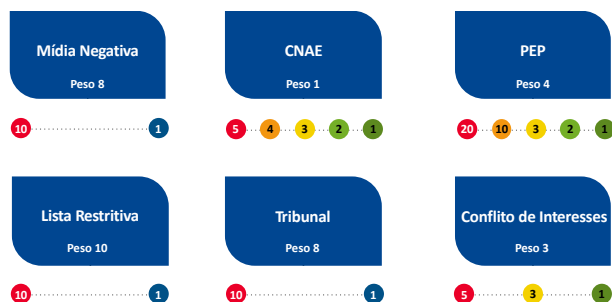 Mídia Negativa
Peso 8
10 1
CNAE
Peso 1
5 4 3 2 1
PEP
Peso 4
20 10 3 2 1
Lista Restritiva
Peso 10
10 1
Tribunal
Peso 8
10 1
Conflito de Interesses
Peso 3
5 3 1